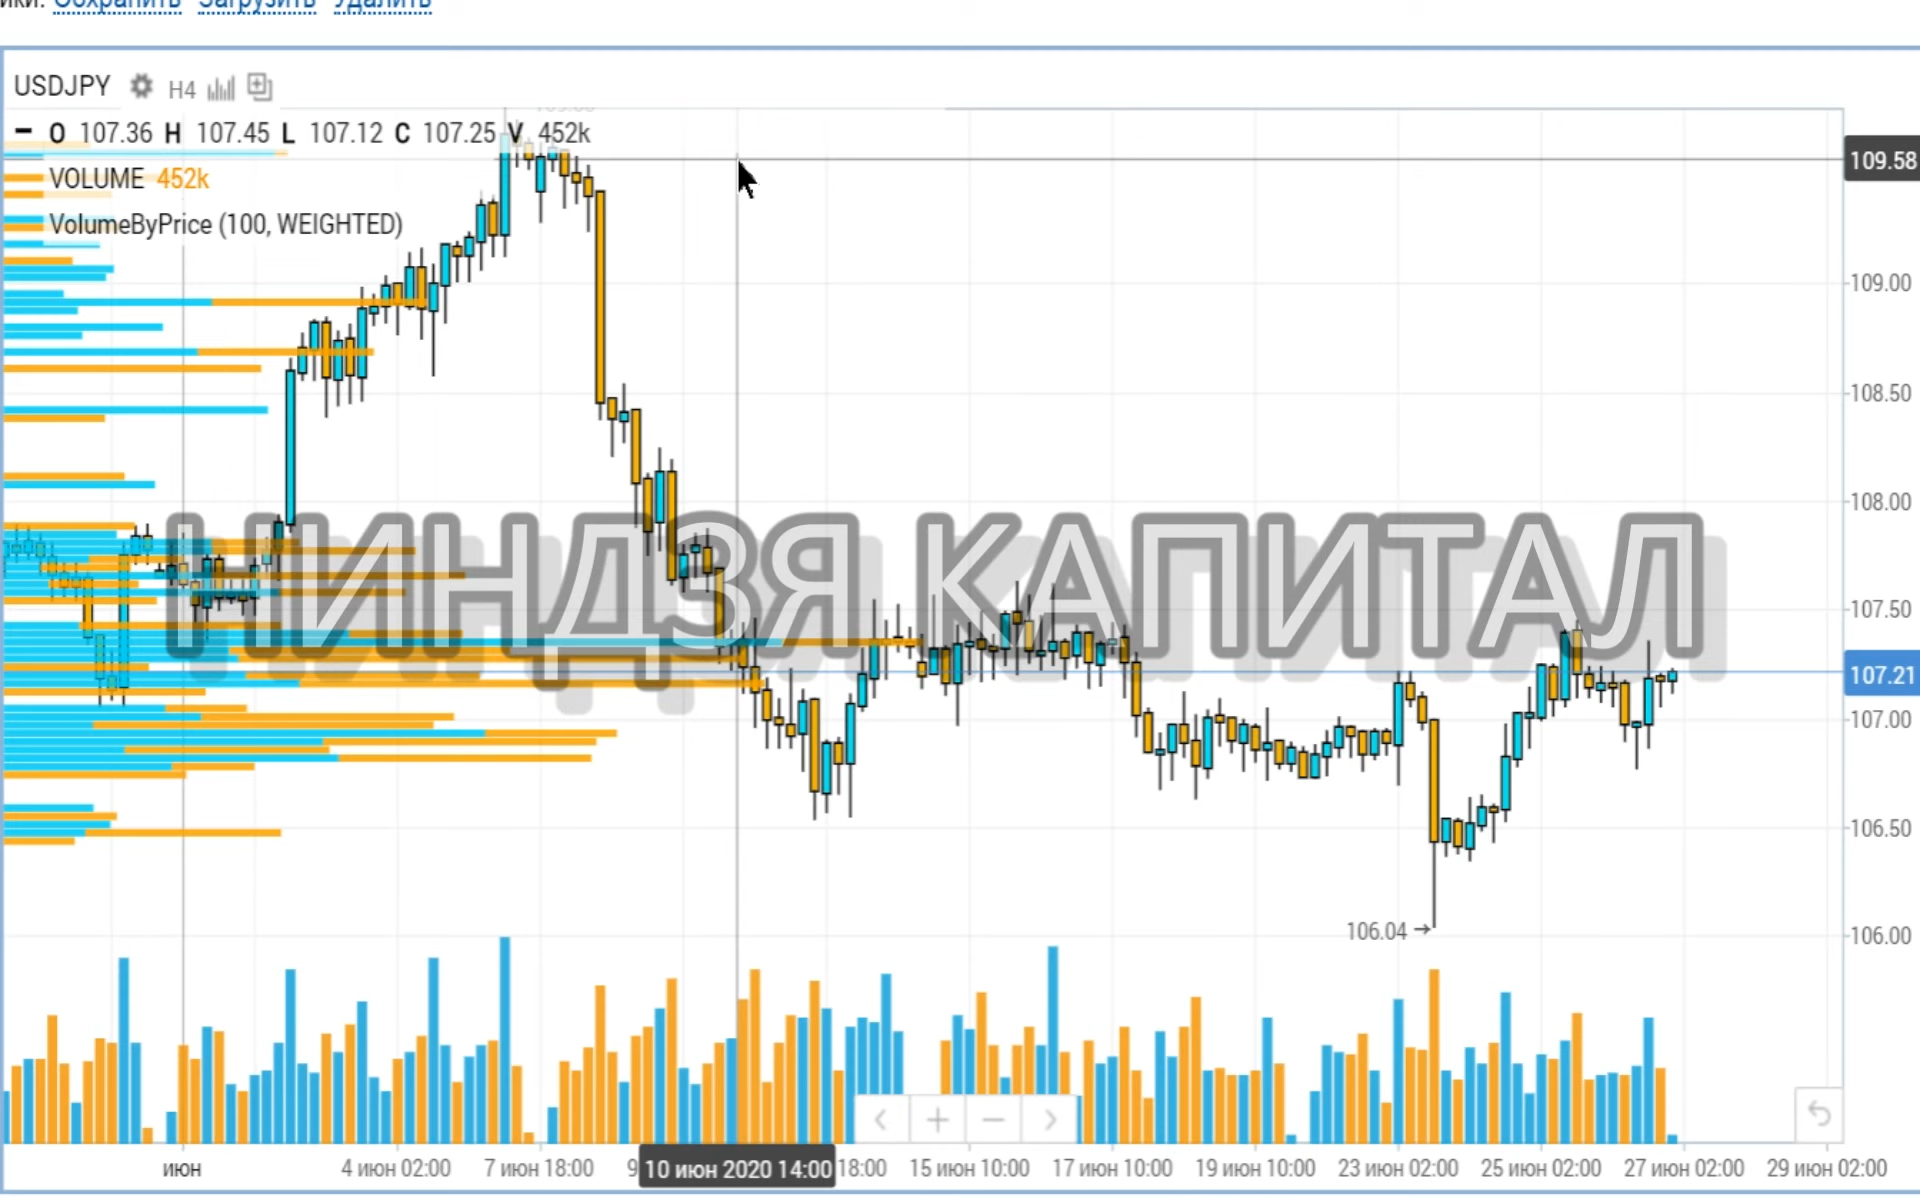 Сохранить Загрузить Удалить
USDJPY H4
O 107.36 H 107.45 L 107.12 C 107.25 V 452k
109.58
VOLUME 452k
VolumeByPrice (100, WEIGHTED)
109.00
108.50
108.00
НИНДЗЯ КАПИТАЛ
107.50
107.21
107.00
106.50
106.04
106.00
июн 4 июн 02:00 7 июн 18:00 9 10 июн 2020 14:00 18:00 15 июн 10:00 17 июн 10:00 19 июн 10:00 23 июн 02:00 25 июн 02:00 27 июн 02:00 29 июн 02:00